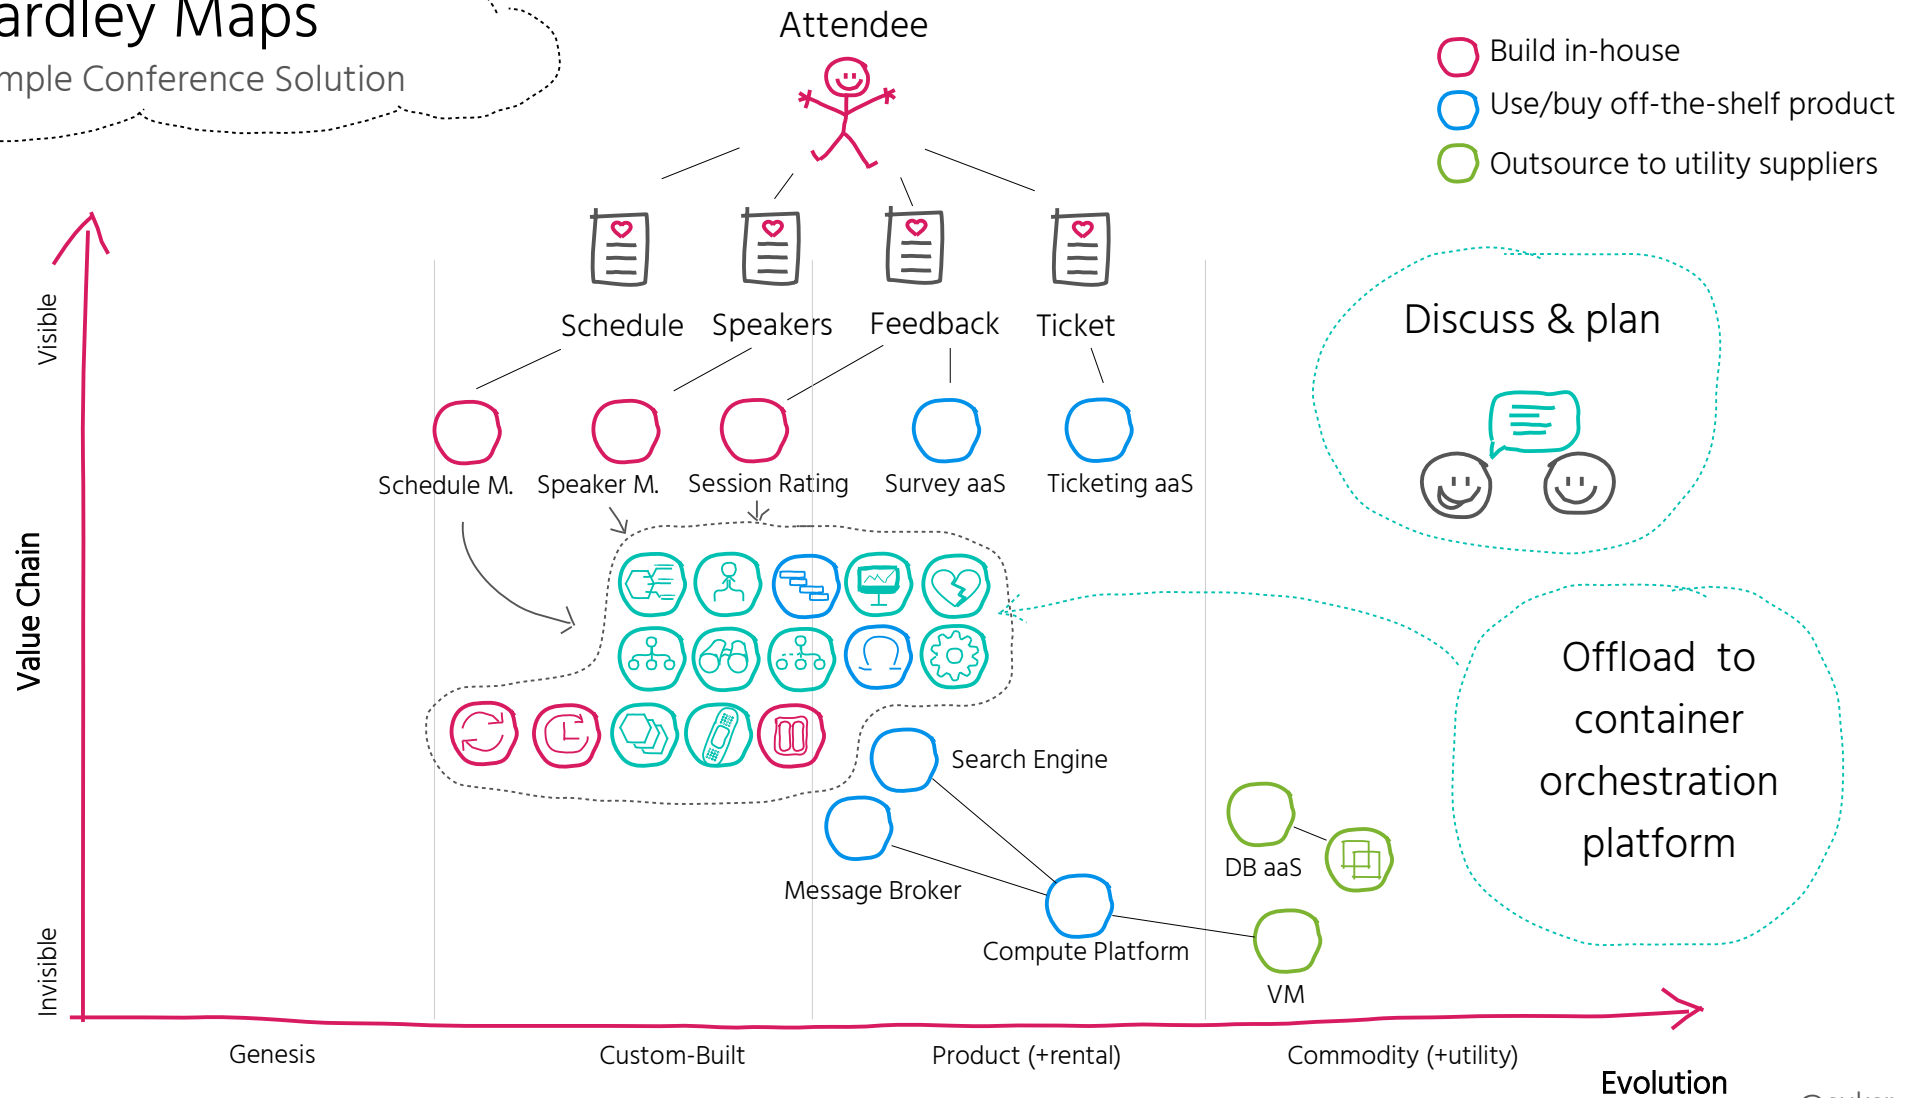 ardley Maps
mple Conference Solution
Attendee
Build in-house
Use/buy off-the-shelf product
Outsource to utility suppliers
Visible
Schedule
Speakers
Feedback
Ticket
Discuss & plan
Schedule M.
Speaker M.
Session Rating
Survey aaS
Ticketing aaS
Value Chain
Offload to
container
orchestration
platform
Search Engine
Message Broker
DB aaS
Compute Platform
VM
Invisible
Genesis
Custom-Built
Product (+rental)
Commodity (+utility)
Evolution